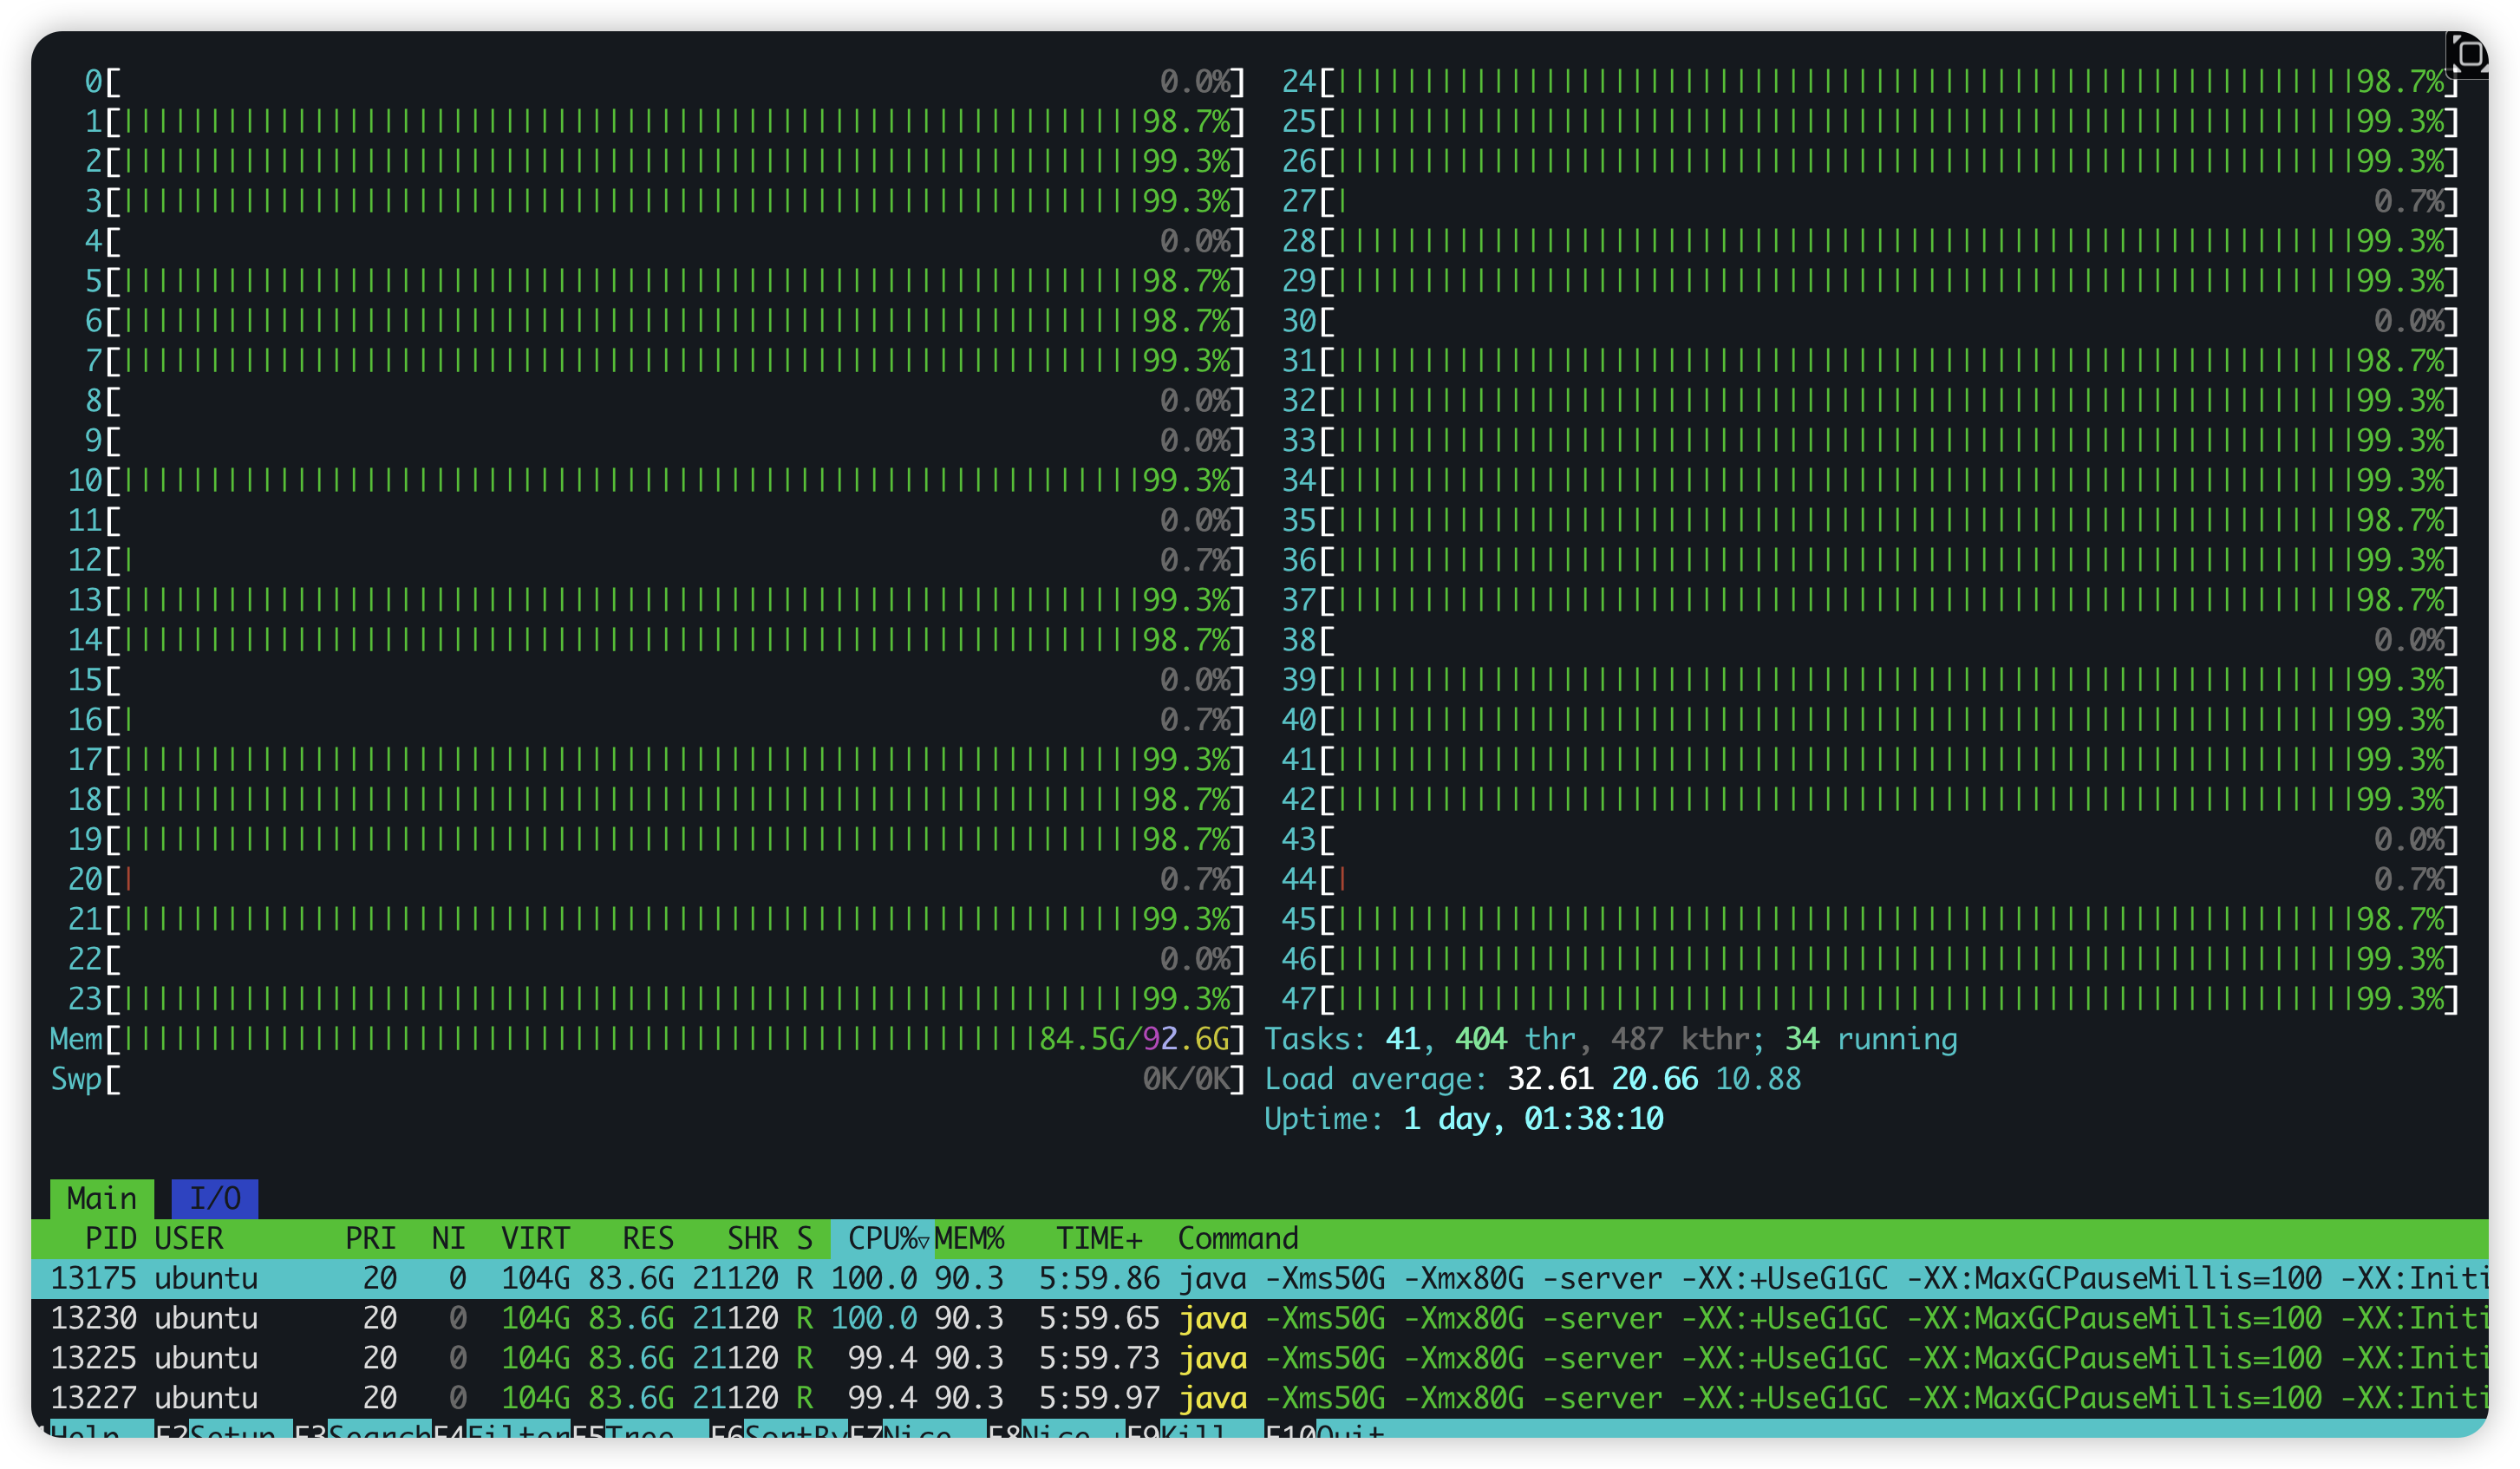 0[ 0.0%] 24[ 98.7%]
1[ 98.7%] 25[ 99.3%]
2[ 99.3%] 26[ 99.3%]
3[ 99.3%] 27[ 0.7%]
4[ 0.0%] 28[ 99.3%]
5[ 98.7%] 29[ 99.3%]
6[ 98.7%] 30[ 0.0%]
7[ 99.3%] 31[ 98.7%]
8[ 0.0%] 32[ 99.3%]
9[ 0.0%] 33[ 99.3%]
10[ 99.3%] 34[ 99.3%]
11[ 0.0%] 35[ 98.7%]
12[ 0.7%] 36[ 99.3%]
13[ 99.3%] 37[ 98.7%]
14[ 98.7%] 38[ 0.0%]
15[ 0.0%] 39[ 99.3%]
16[ 0.7%] 40[ 99.3%]
17[ 99.3%] 41[ 99.3%]
18[ 98.7%] 42[ 99.3%]
19[ 98.7%] 43[ 0.0%]
20[ 0.7%] 44[ 0.7%]
21[ 99.3%] 45[ 98.7%]
22[ 0.0%] 46[ 99.3%]
23[ 99.3%] 47[ 99.3%]
Mem[ 84.5G/92.6G] Tasks: 41, 404 thr, 487 kthr; 34 running
Swp[ 0K/0K] Load average: 32.61 20.66 10.88
Uptime: 1 day, 01:38:10
Main I/O
PID USER PRI NI VIRT RES SHR S CPU%▽MEM% TIME+ Command
13175 ubuntu 20 0 104G 83.6G 21120 R 100.0 90.3 5:59.86 java -Xms50G -Xmx80G -server -XX:+UseG1GC -XX:MaxGCPauseMillis=100 -XX:Initi
13230 ubuntu 20 0 104G 83.6G 21120 R 100.0 90.3 5:59.65 java -Xms50G -Xmx80G -server -XX:+UseG1GC -XX:MaxGCPauseMillis=100 -XX:Initi
13225 ubuntu 20 0 104G 83.6G 21120 R 99.4 90.3 5:59.73 java -Xms50G -Xmx80G -server -XX:+UseG1GC -XX:MaxGCPauseMillis=100 -XX:Initi
13227 ubuntu 20 0 104G 83.6G 21120 R 99.4 90.3 5:59.97 java -Xms50G -Xmx80G -server -XX:+UseG1GC -XX:MaxGCPauseMillis=100 -XX:Initi
Help F2Setup F3SearchF4FilterF5Tree F6SortByF7Nice -F8Nice +F9Kill F10Quit